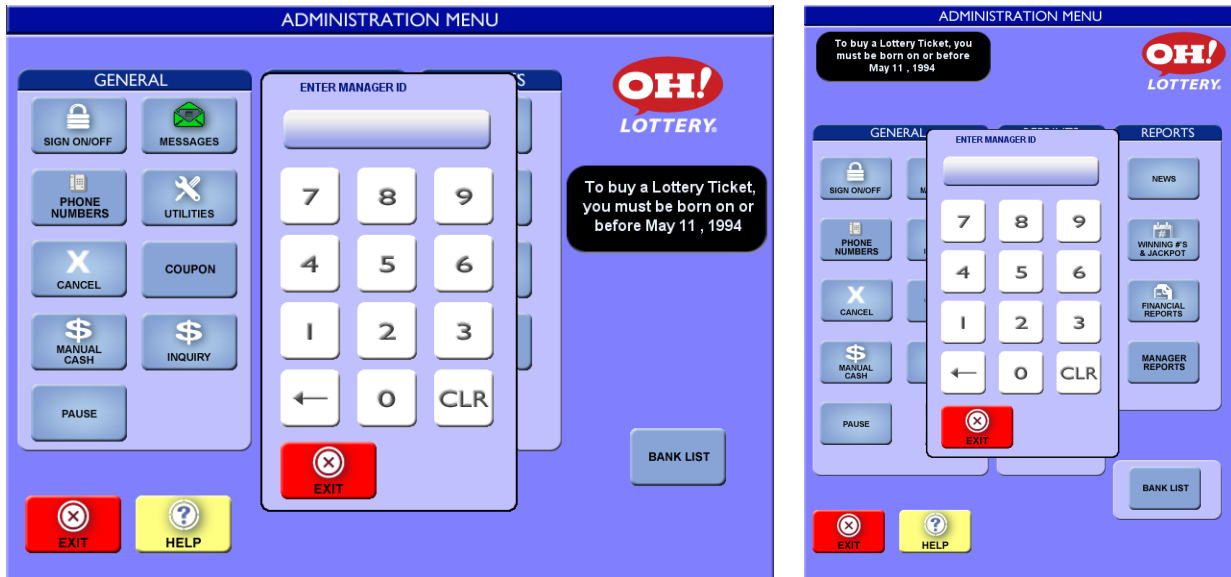 ADMINISTRATION MENU
GENERAL
SIGN ON/OFF
MESSAGES
PHONE
NUMBERS
UTILITIES
X
CANCEL
COUPON
$
MANUAL
CASH
$
INQUIRY
PAUSE
EXIT
?
HELP
ENTER MANAGER ID
7
8
9
4
5
6
1
2
3
←
0
CLR
EXIT
OH!
LOTTERY.
To buy a Lottery Ticket,
you must be born on or
before May 11 , 1994
BANK LIST
ADMINISTRATION MENU
To buy a Lottery Ticket, you
must be born on or before
May 11 , 1994
OH!
LOTTERY.
GENERAL
SIGN ON/OFF
PHONE
NUMBERS
X
CANCEL
$
MANUAL
CASH
PAUSE
EXIT
?
HELP
ENTER MANAGER ID
7
8
9
4
5
6
1
2
3
←
0
CLR
EXIT
REPORTS
NEWS
#
WINNING #'S
& JACKPOT
FINANCIAL
REPORTS
MANAGER
REPORTS
BANK LIST